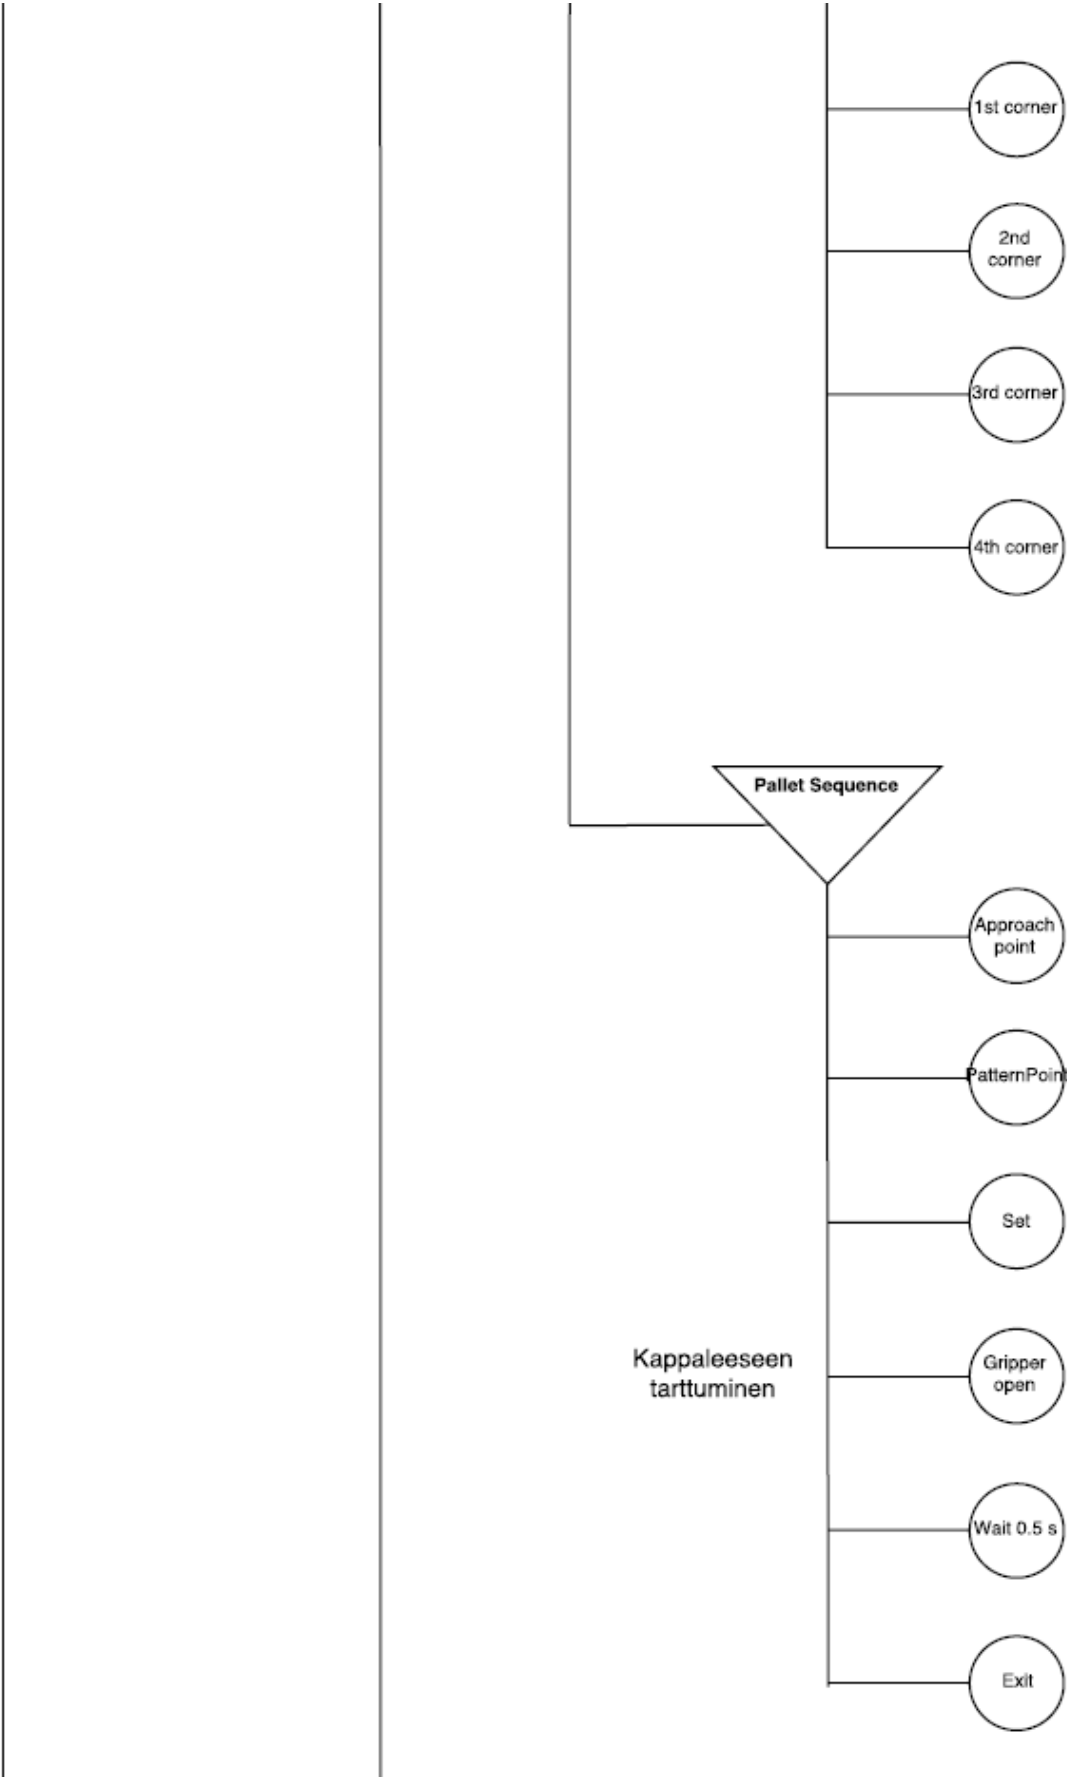 1st corner
2nd
corner
3rd corner
4th corner
Pallet Sequence
Approach
point
PatternPoint
Set
Kappaleeseen
tarttuminen
Gripper
open
Wait 0.5 s
Exit